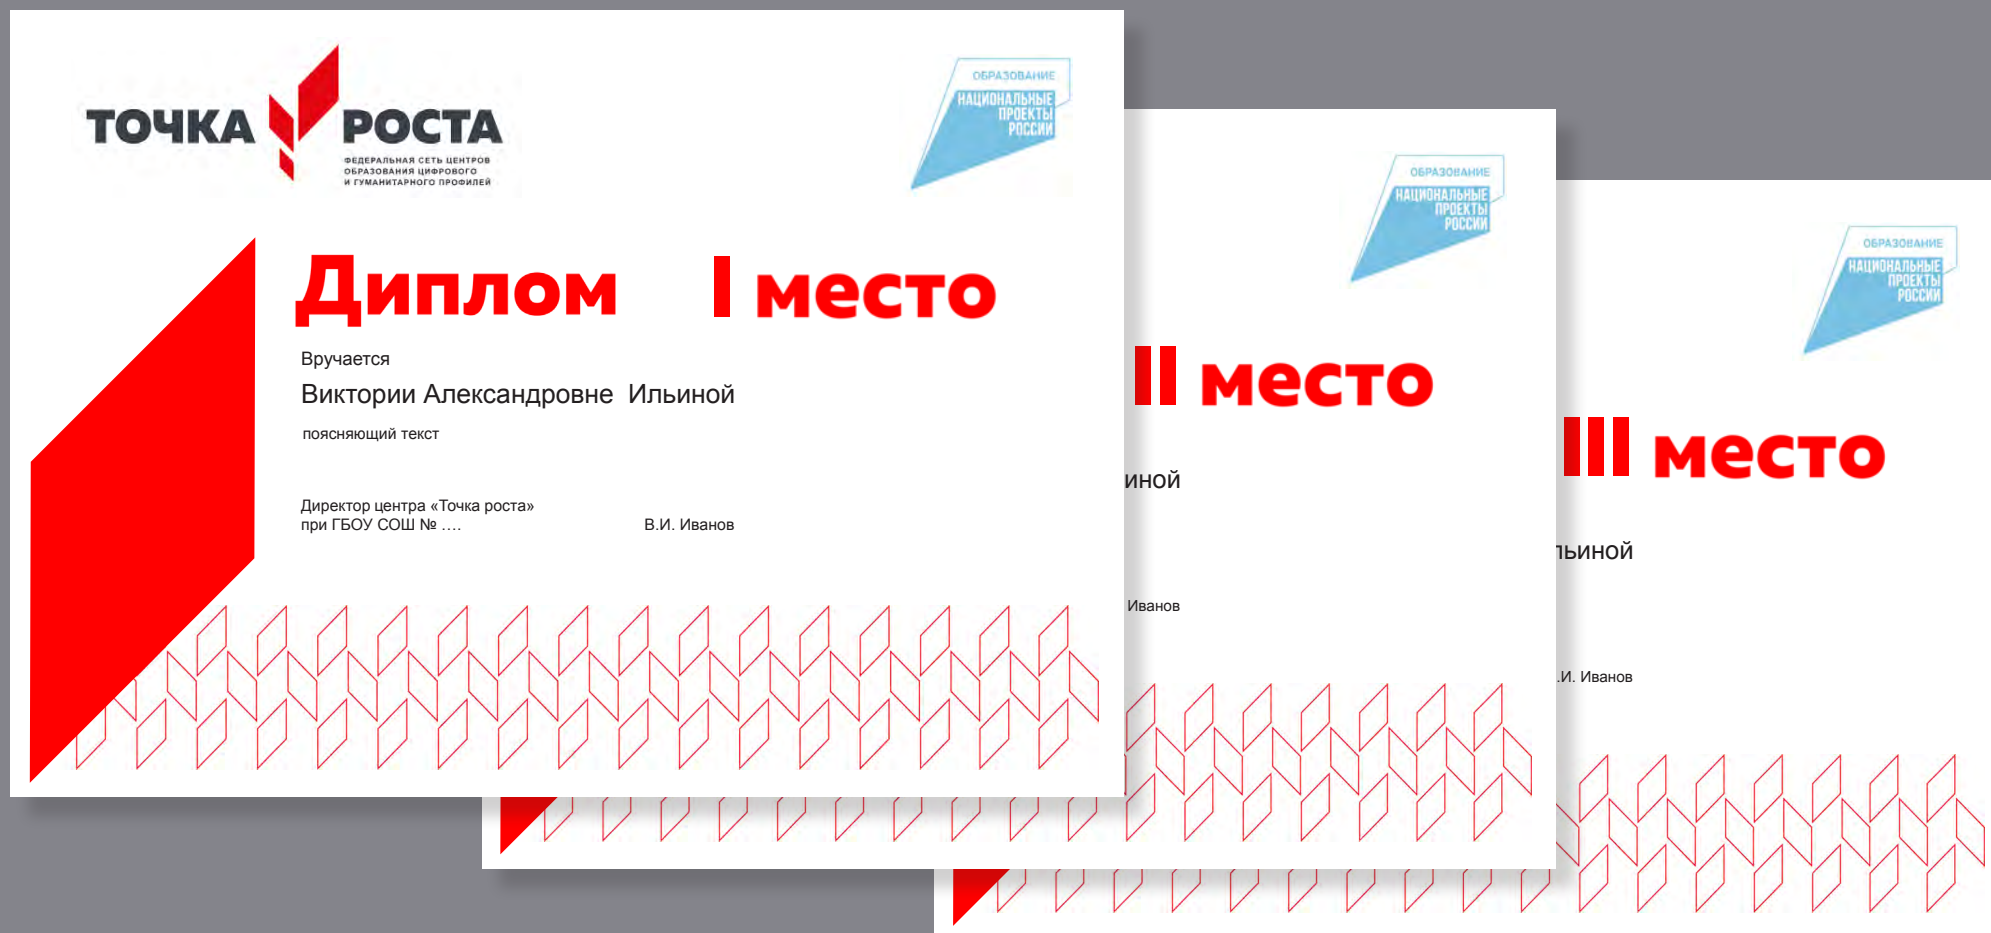 ТОЧКА РОСТА
ФЕДЕРАЛЬНАЯ СЕТЬ ЦЕНТРОВ
ОБРАЗОВАНИЯ ЦИФРОВОГО
И ГУМАНИТАРНОГО ПРОФИЛЕЙ
ОБРАЗОВАНИЕ
НАЦИОНАЛЬНЫЕ
ПРОЕКТЫ
РОССИИ
Диплом I место
Вручается
Виктории Александровне Ильиной
поясняющий текст
Директор центра «Точка роста»
при ГБОУ СОШ № .... В.И. Иванов
ОБРАЗОВАНИЕ
НАЦИОНАЛЬНЫЕ
ПРОЕКТЫ
РОССИИ
II место
иной
Иванов
ОБРАЗОВАНИЕ
НАЦИОНАЛЬНЫЕ
ПРОЕКТЫ
РОССИИ
III место
льиной
.И. Иванов